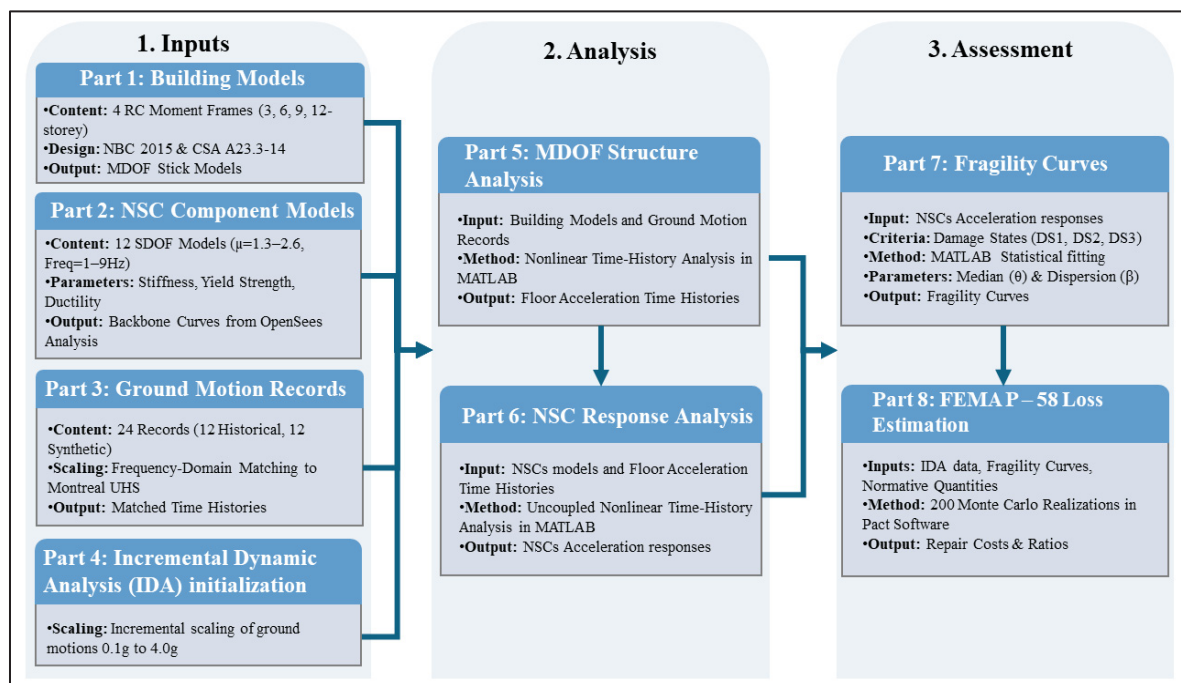 1. Inputs
Part 1: Building Models
•Content: 4 RC Moment Frames (3, 6, 9, 12-
storey)
•Design: NBC 2015 & CSA A23.3-14
•Output: MDOF Stick Models
Part 2: NSC Component Models
•Content: 12 SDOF Models (μ=1.3–2.6,
Freq=1–9Hz)
•Parameters: Stiffness, Yield Strength,
Ductility
•Output: Backbone Curves from OpenSees
Analysis
Part 3: Ground Motion Records
•Content: 24 Records (12 Historical, 12
Synthetic)
•Scaling: Frequency-Domain Matching to
Montreal UHS
•Output: Matched Time Histories
Part 4: Incremental Dynamic
Analysis (IDA) initialization
•Scaling: Incremental scaling of ground
motions 0.1g to 4.0g
2. Analysis
Part 5: MDOF Structure
Analysis
•Input: Building Models and Ground Motion
Records
•Method: Nonlinear Time-History Analysis in
MATLAB
•Output: Floor Acceleration Time Histories
Part 6: NSC Response Analysis
•Input: NSCs models and Floor Acceleration
Time Histories
•Method: Uncoupled Nonlinear Time-History
Analysis in MATLAB
•Output: NSCs Acceleration responses
3. Assessment
Part 7: Fragility Curves
•Input: NSCs Acceleration responses
•Criteria: Damage States (DS1, DS2, DS3)
•Method: MATLAB Statistical fitting
•Parameters: Median (θ) & Dispersion (β)
•Output: Fragility Curves
Part 8: FEMA P – 58 Loss
Estimation
•Inputs: IDA data, Fragility Curves,
Normative Quantities
•Method: 200 Monte Carlo Realizations in
Pact Software
•Output: Repair Costs & Ratios